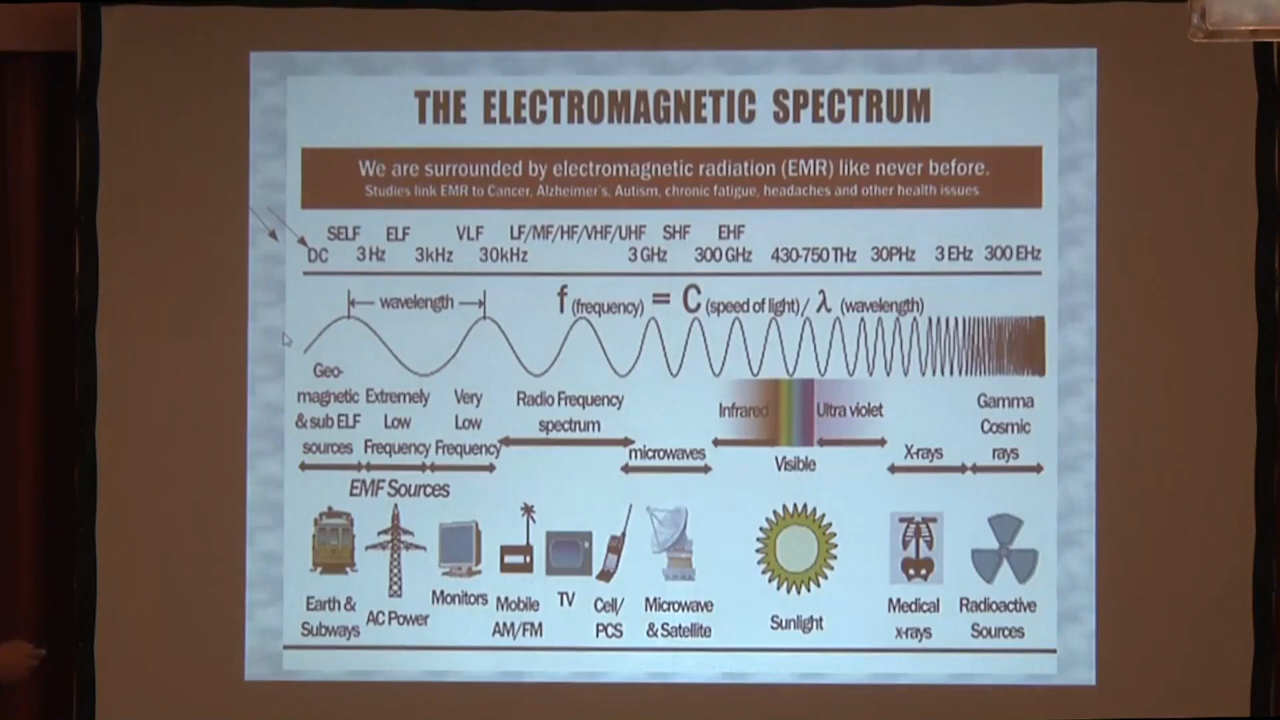 THE ELECTROMAGNETIC SPECTRUM
We are surrounded by electromagnetic radiation (EMR) like never before.
Studies link EMR to Cancer, Alzheimer's, Autism, chronic fatigue, headaches and other health issues.
SELF ELF VLF LF/MF/HF/VHF/UHF SHF EHF
DC 3 Hz 3kHz 30kHz 3 GHz 300 GHz 430-750 THz 30PHz 3 EHz 300 EHz
wavelength
f (frequency) = C (speed of light) / λ (wavelength)
Geo-
magnetic
& sub ELF
sources
Extremely
Low
Frequency
Very
Low
Frequency
Radio Frequency
spectrum
microwaves
Infrared
Visible
Ultra violet
X-rays
Gamma
Cosmic
rays
EMF Sources
Earth &
Subways
AC Power
Monitors
Mobile
AM/FM
TV
Cell/
PCS
Microwave
& Satellite
Sunlight
Medical
x-rays
Radioactive
Sources